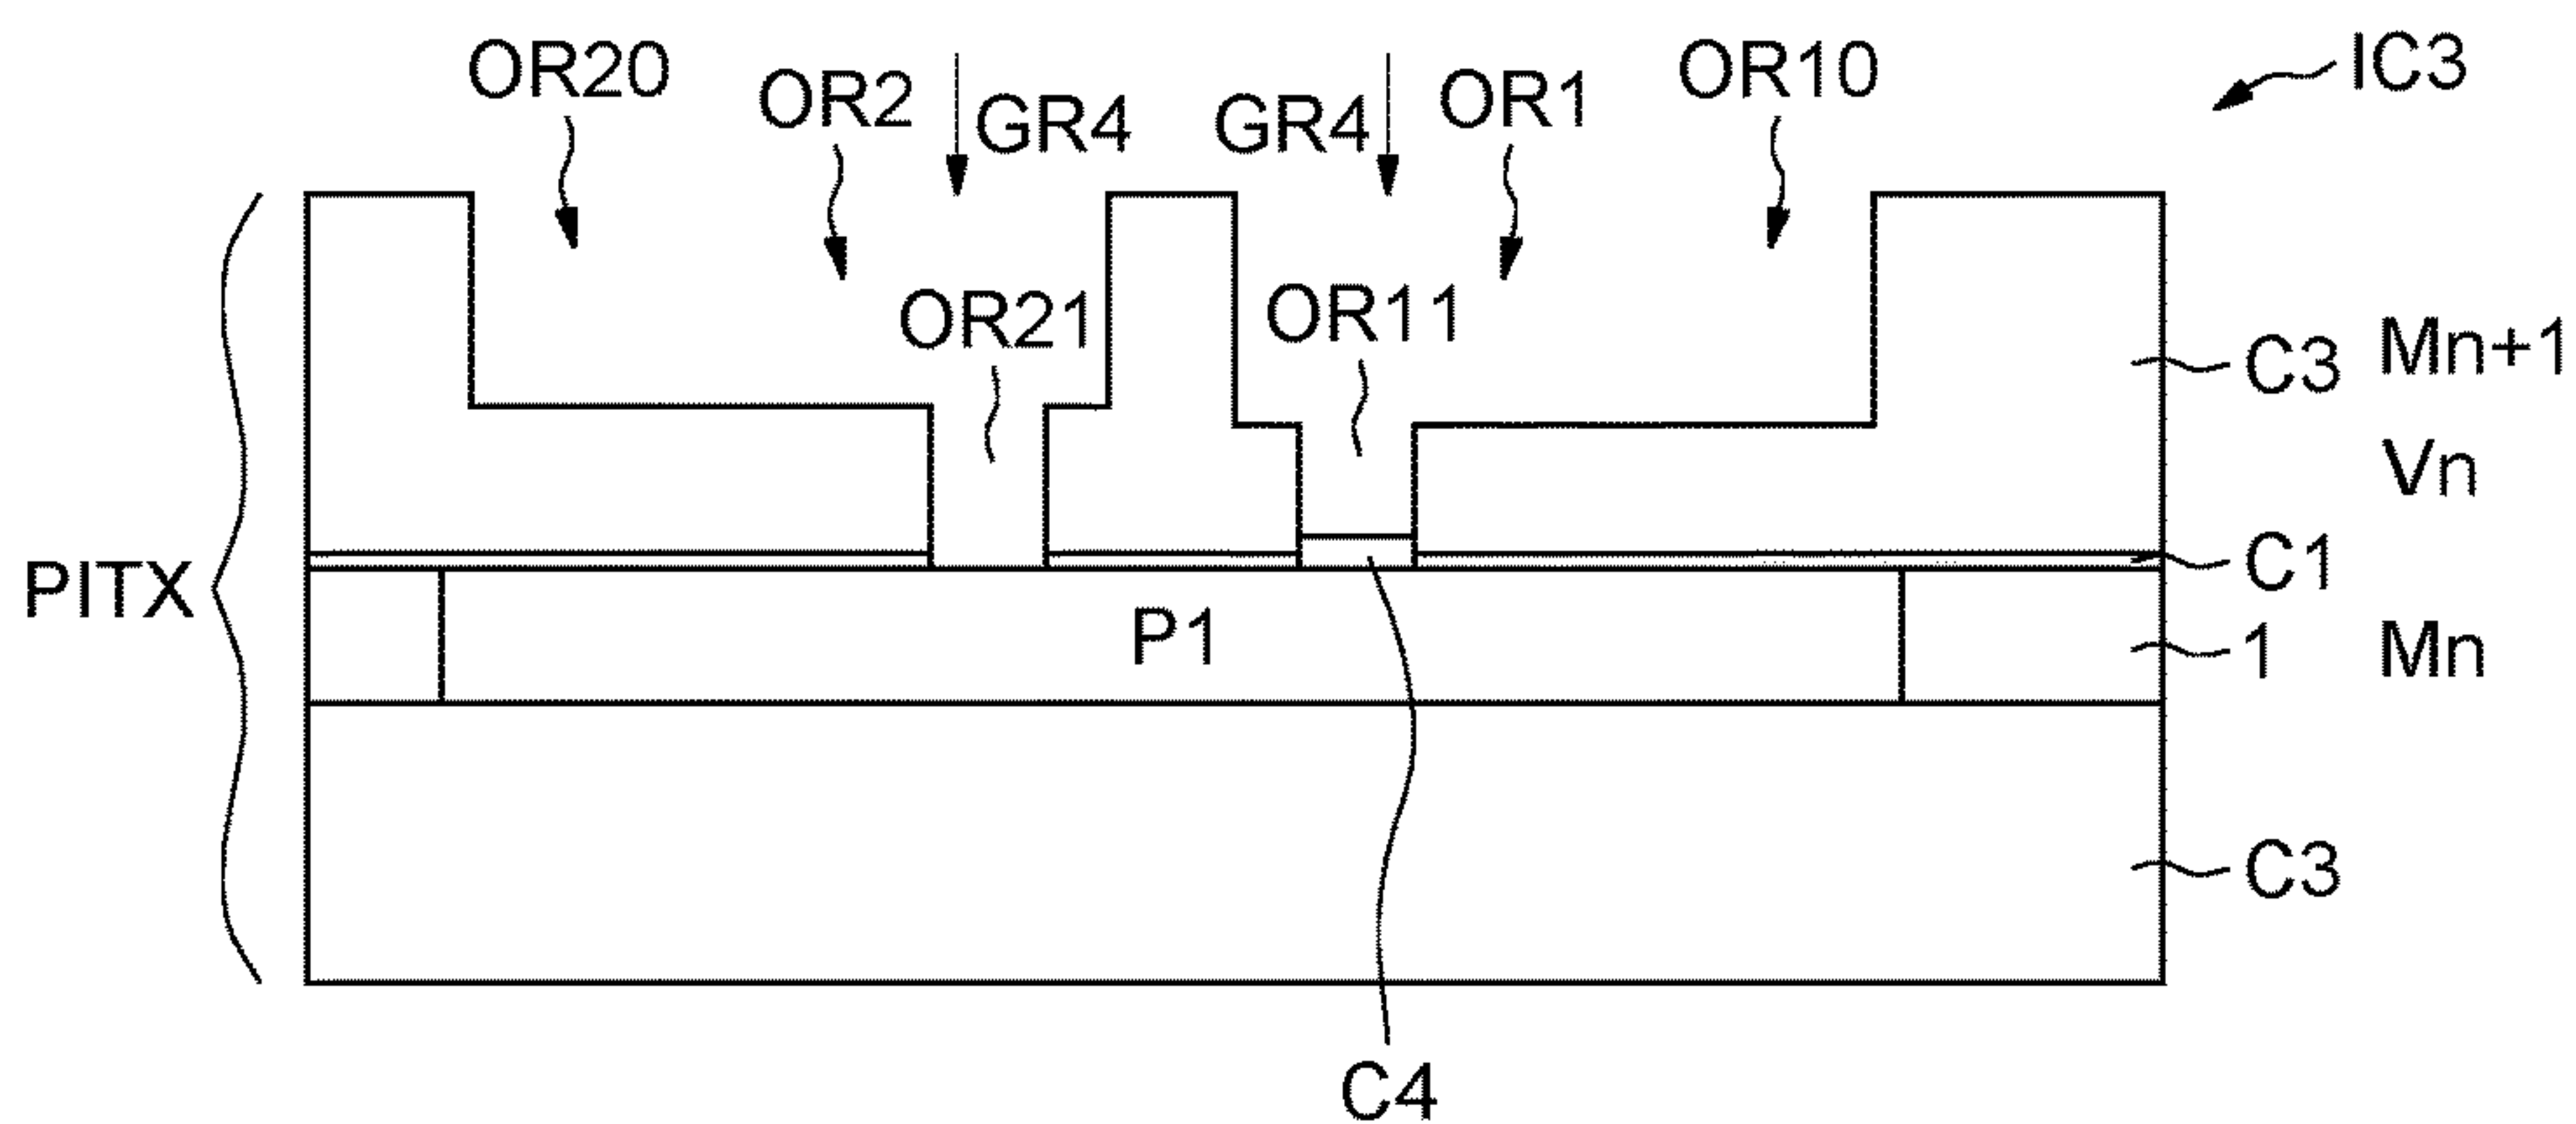 OR20
OR2
GR4
GR4
OR1
OR10
IC3
OR21
OR11
C3
Mn+1
Vn
PITX
C1
P1
1
Mn
C3
C4